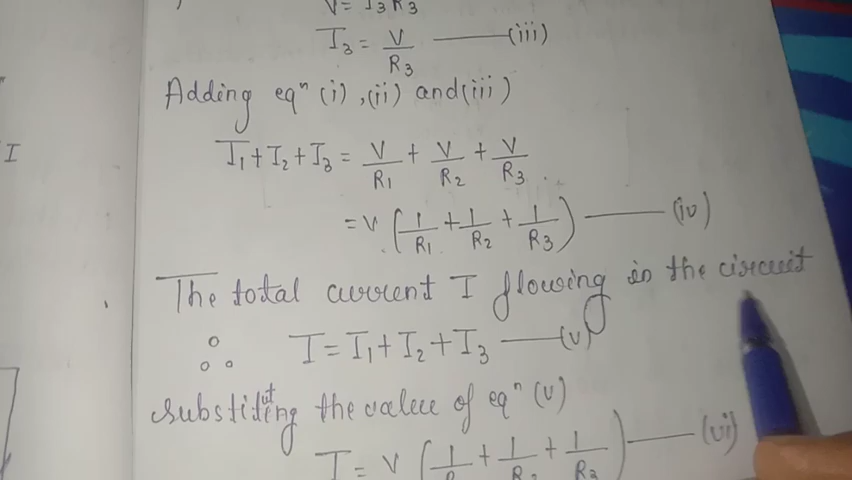 V = I₃R₃
I₃ = V/R₃ ——— (iii)
Adding eqⁿ (i), (ii) and (iii)
I₁ + I₂ + I₃ = V/R₁ + V/R₂ + V/R₃
= V (1/R₁ + 1/R₂ + 1/R₃) ——— (iv)
I
The total current I flowing in the circuit
∴ I = I₁ + I₂ + I₃ ——— (v)
Substituting the value of eqⁿ (v)
I = V (1/R + 1/R₂ + 1/R₃) ——— (vi)